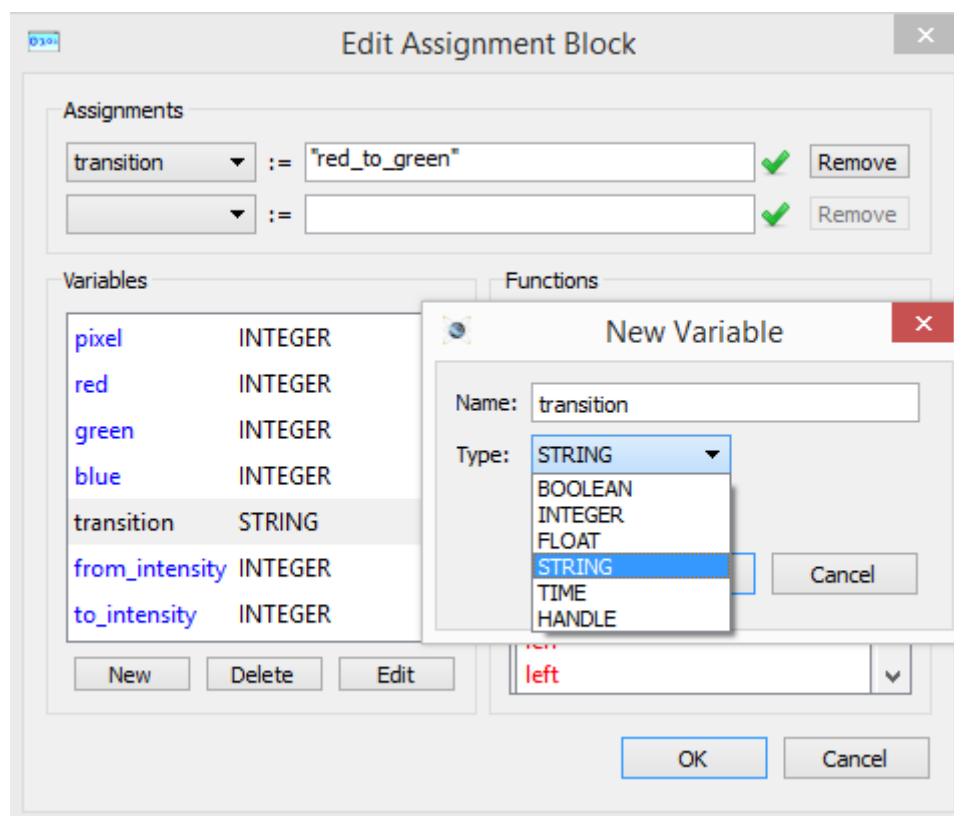 Edit Assignment Block
Assignments
transition := "red_to_green" Remove
:= Remove
Variables
pixel INTEGER
red INTEGER
green INTEGER
blue INTEGER
transition STRING
from_intensity INTEGER
to_intensity INTEGER
New Delete Edit
Functions
New Variable
Name: transition
Type: STRING
BOOLEAN
INTEGER
FLOAT
STRING
TIME
HANDLE
Cancel
left
OK Cancel